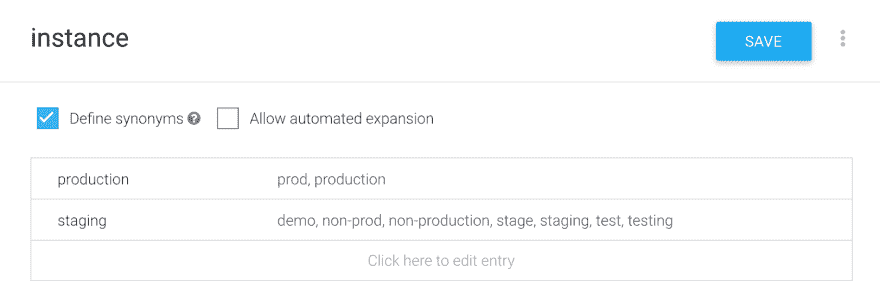 instance
SAVE
Define synonyms ? Allow automated expansion
production prod, production
staging demo, non-prod, non-production, stage, staging, test, testing
Click here to edit entry